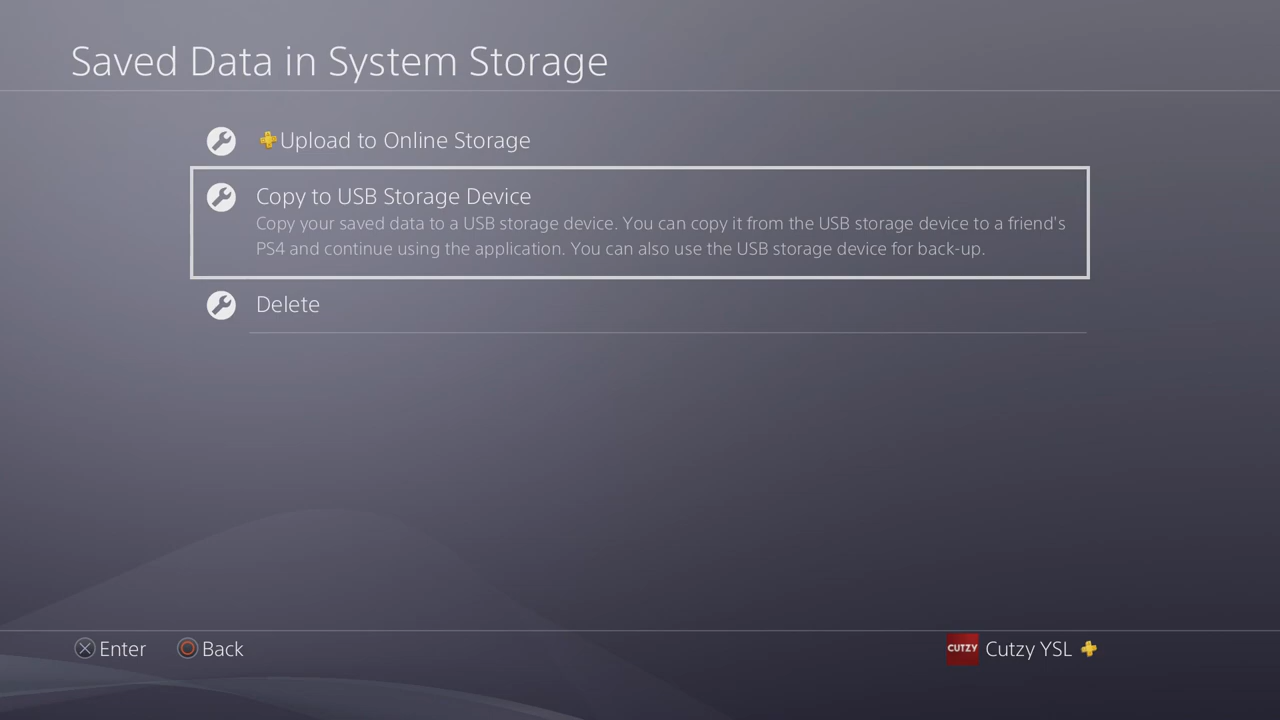 Saved Data in System Storage
Upload to Online Storage
Copy to USB Storage Device
Copy your saved data to a USB storage device. You can copy it from the USB storage device to a friend's
PS4 and continue using the application. You can also use the USB storage device for back-up.
Delete
Enter
Back
CUTZY
Cutzy YSL